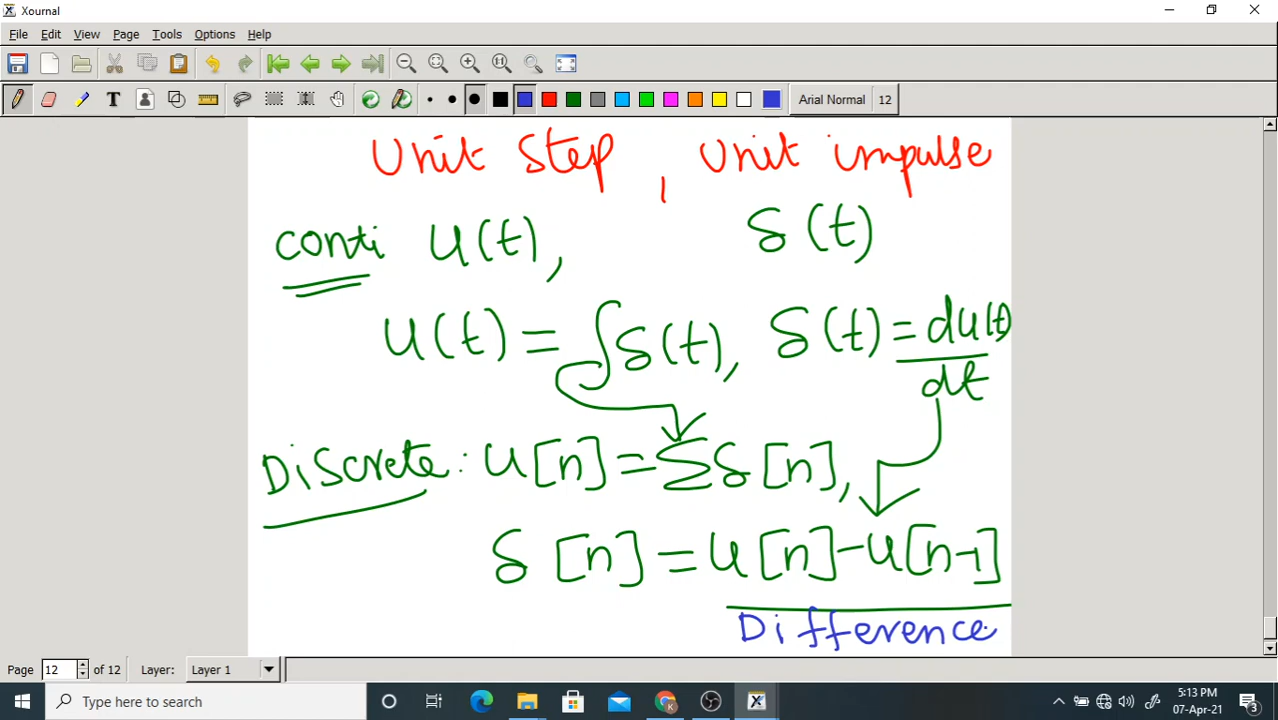 Xournal
File Edit View Page Tools Options Help
Arial Normal 12
Unit Step, Unit impulse
conti u(t), δ(t)
u(t) = ∫δ(t), δ(t) = du(t)/dt
Discrete: u[n] = Σδ[n],
δ[n] = u[n]-u[n-1]
Difference
Page 12 of 12 Layer: Layer 1
Type here to search
5:13 PM
07-Apr-21
3